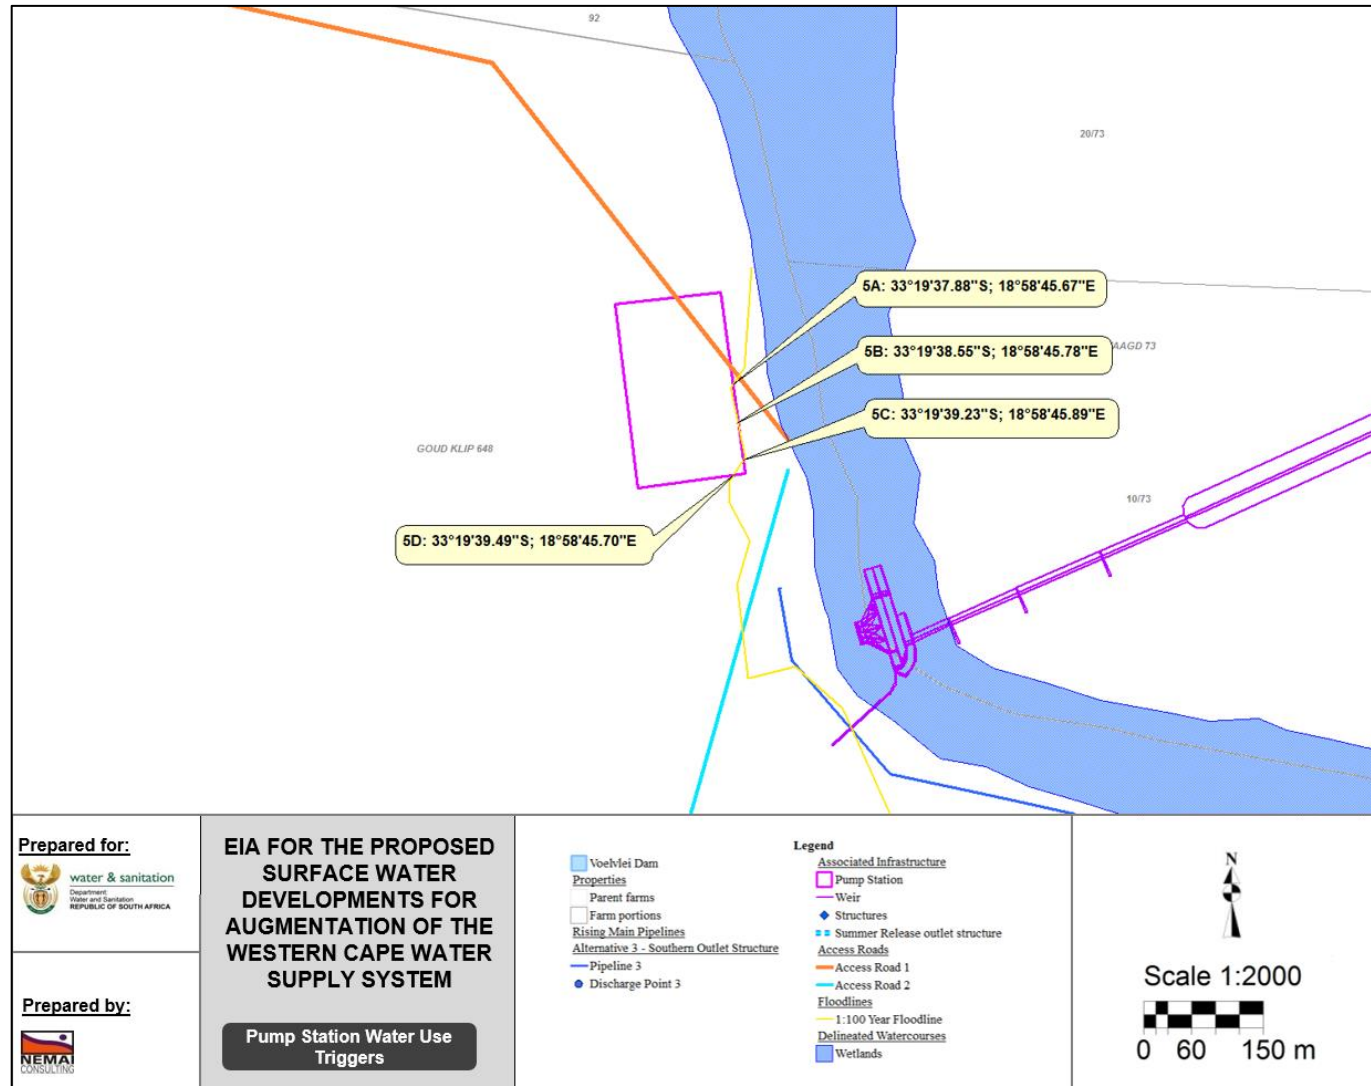 92
20/73
5A: 33°19'37.88"S; 18°58'45.67"E
5B: 33°19'38.55"S; 18°58'45.78"E
AAGD 73
5C: 33°19'39.23"S; 18°58'45.89"E
GOUD KLIP 648
10/73
5D: 33°19'39.49"S; 18°58'45.70"E
Prepared for:
water & sanitation
Department:
Water and Sanitation
REPUBLIC OF SOUTH AFRICA
Prepared by:
NEMAI
CONSULTING
EIA FOR THE PROPOSED
SURFACE WATER
DEVELOPMENTS FOR
AUGMENTATION OF THE
WESTERN CAPE WATER
SUPPLY SYSTEM
Pump Station Water Use
Triggers
Legend
Voelvlei Dam
Properties
Parent farms
Farm portions
Rising Main Pipelines
Alternative 3 - Southern Outlet Structure
Pipeline 3
Discharge Point 3
Associated Infrastructure
Pump Station
Weir
Structures
Summer Release outlet structure
Access Roads
Access Road 1
Access Road 2
Floodlines
1:100 Year Floodline
Delineated Watercourses
Wetlands
N
Scale 1:2000
0 60 150 m